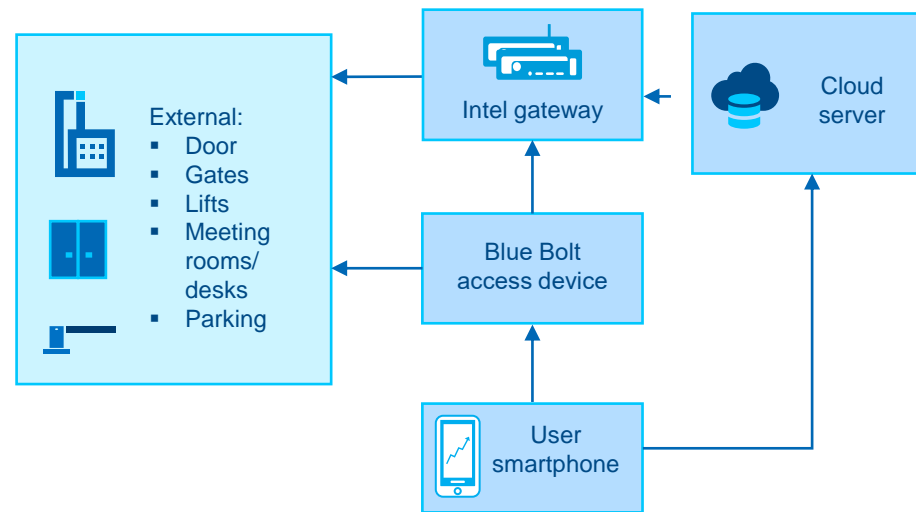 External:
▪ Door
▪ Gates
▪ Lifts
▪ Meeting
rooms/
desks
▪ Parking
Intel gateway
Cloud
server
Blue Bolt
access device
User
smartphone